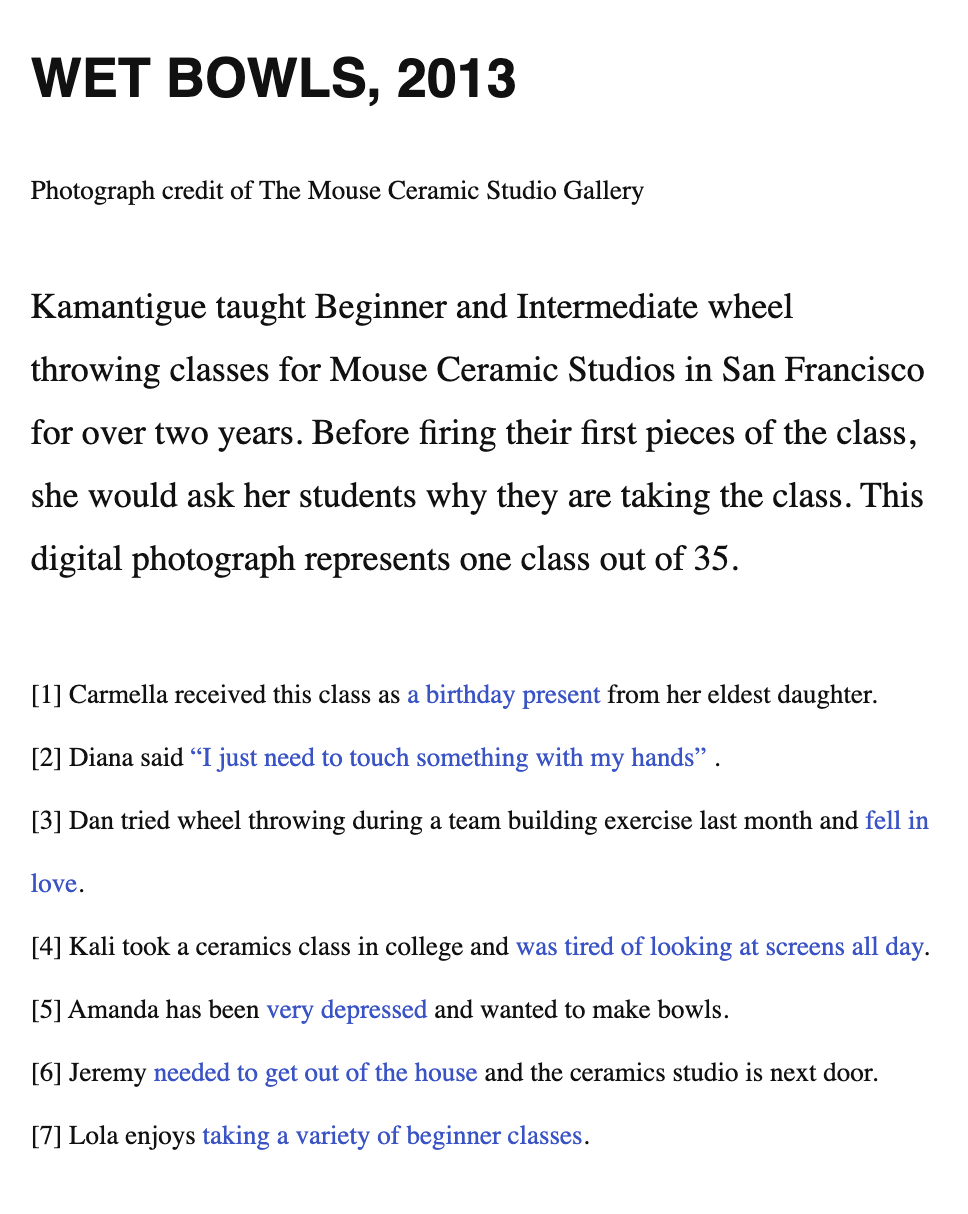 WET BOWLS, 2013
Photograph credit of The Mouse Ceramic Studio Gallery
Kamantigue taught Beginner and Intermediate wheel
throwing classes for Mouse Ceramic Studios in San Francisco
for over two years. Before firing their first pieces of the class,
she would ask her students why they are taking the class. This
digital photograph represents one class out of 35.
[1] Carmella received this class as a birthday present from her eldest daughter.
[2] Diana said “I just need to touch something with my hands” .
[3] Dan tried wheel throwing during a team building exercise last month and fell in
love.
[4] Kali took a ceramics class in college and was tired of looking at screens all day.
[5] Amanda has been very depressed and wanted to make bowls.
[6] Jeremy needed to get out of the house and the ceramics studio is next door.
[7] Lola enjoys taking a variety of beginner classes.